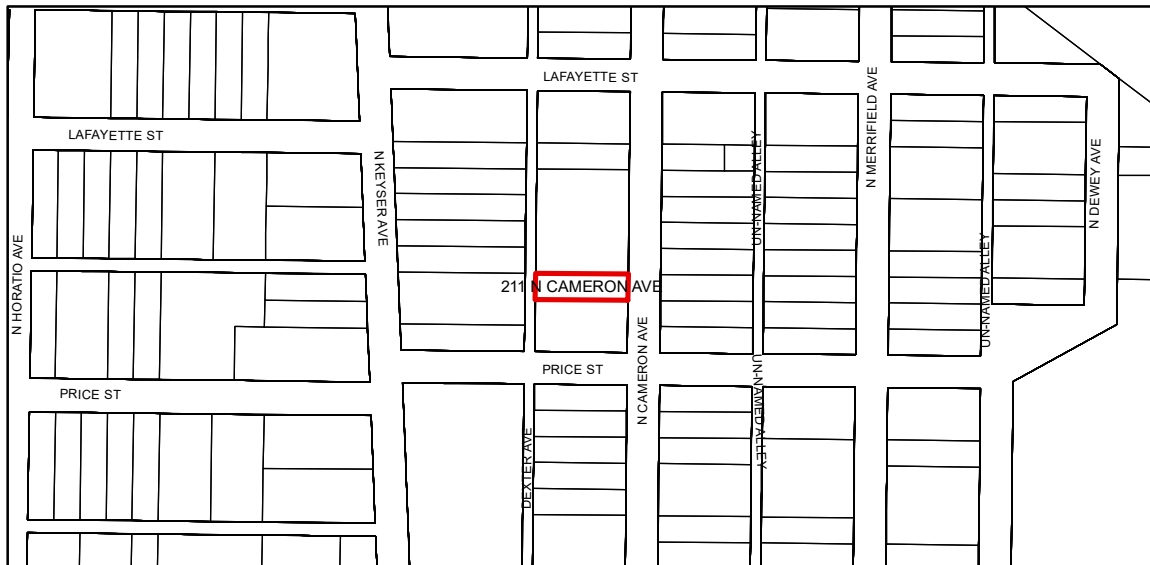 LAFAYETTE ST
LAFAYETTE ST
N MERRIFIELD AVE
UN-NAMED ALLEY
N KEYSER AVE
N DEWEY AVE
N HORATIO AVE
UN-NAMED ALLEY
211 N CAMERON AVE
N CAMERON AVE
PRICE ST
UN-NAMED ALLEY
PRICE ST
DEXTER AVE